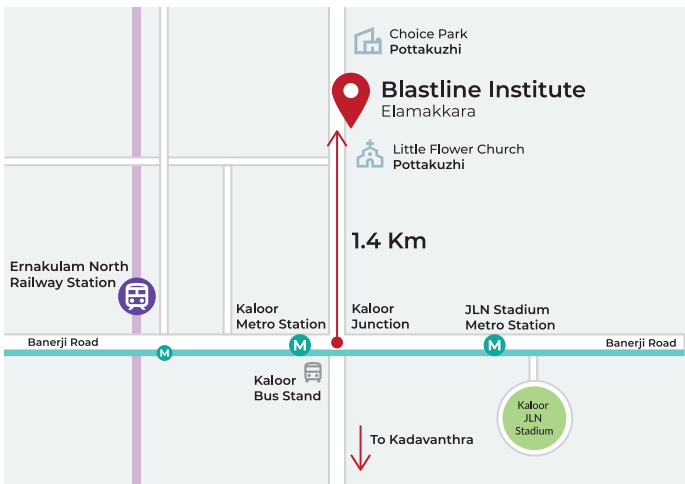 Choice Park
Pottakuzhi
Blastline Institute
Elamakkara
Little Flower Church
Pottakuzhi
1.4 Km
Ernakulam North
Railway Station
Kaloor
Metro Station
Kaloor
Junction
JLN Stadium
Metro Station
Banerji Road
M
M
M
Banerji Road
Kaloor
Bus Stand
Kaloor
JLN
Stadium
To Kadavanthra